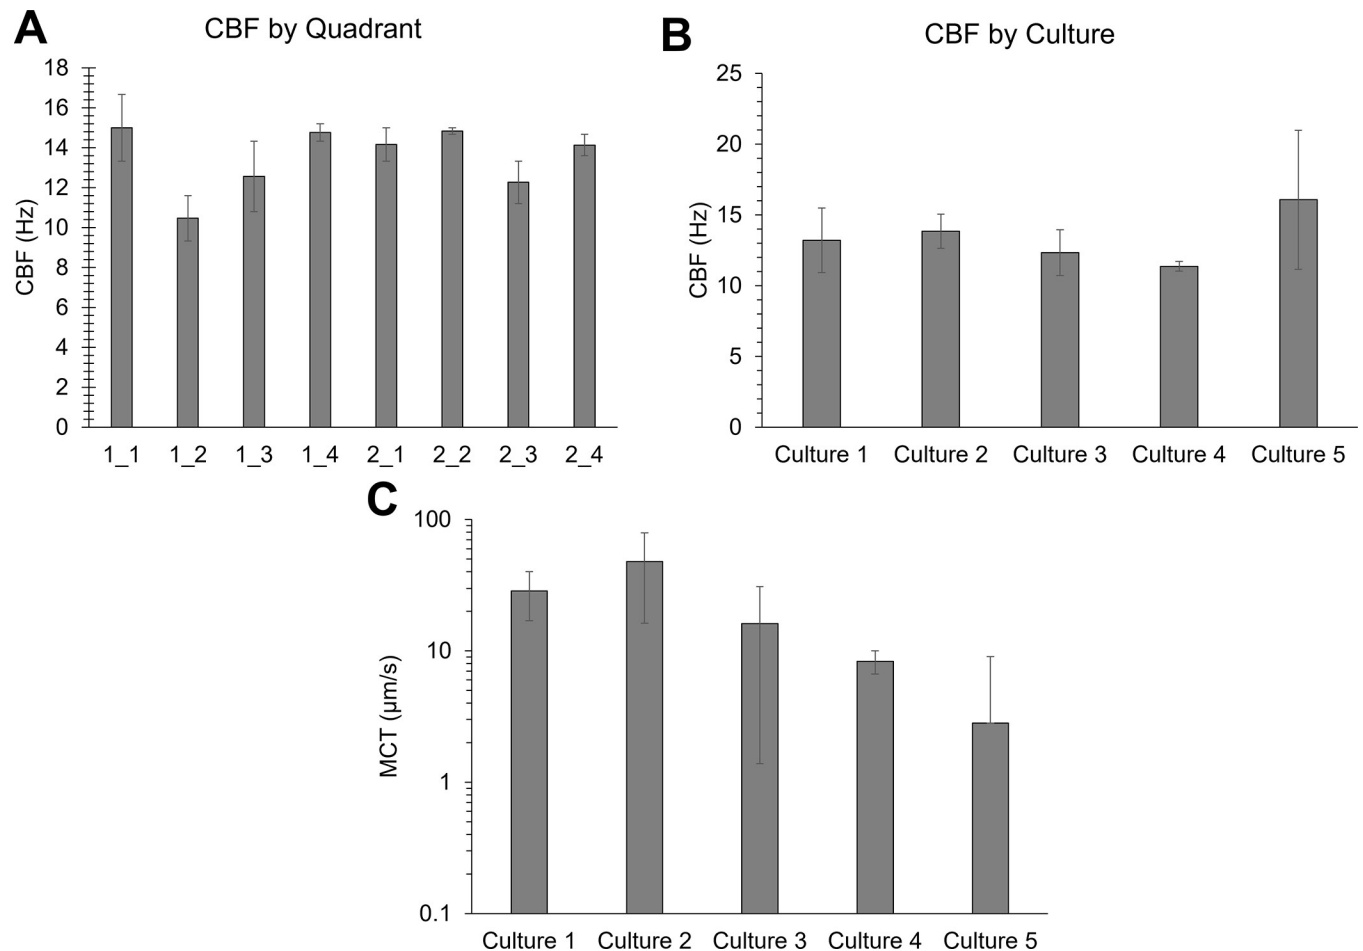 A
CBF by Quadrant
CBF (Hz)
18
16
14
12
10
8
6
4
2
0
1_1 1_2 1_3 1_4 2_1 2_2 2_3 2_4
B
CBF by Culture
CBF (Hz)
25
20
15
10
5
0
Culture 1 Culture 2 Culture 3 Culture 4 Culture 5
C
MCT (μm/s)
100
10
1
0.1
Culture 1 Culture 2 Culture 3 Culture 4 Culture 5